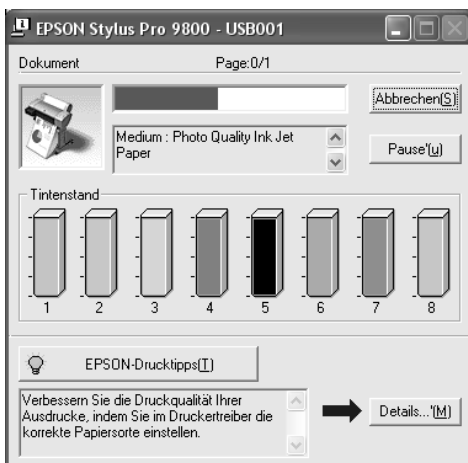 EPSON Stylus Pro 9800 - USB001
Dokument Page:0/1
Abbrechen(S)
Medium : Photo Quality Ink Jet
Paper
Pause'(u)
Tintenstand
1 2 3 4 5 6 7 8
EPSON-Drucktipps(T)
Verbessern Sie die Druckqualität Ihrer
Ausdrucke, indem Sie im Druckertreiber die
korrekte Papiersorte einstellen.
Details...'(M)